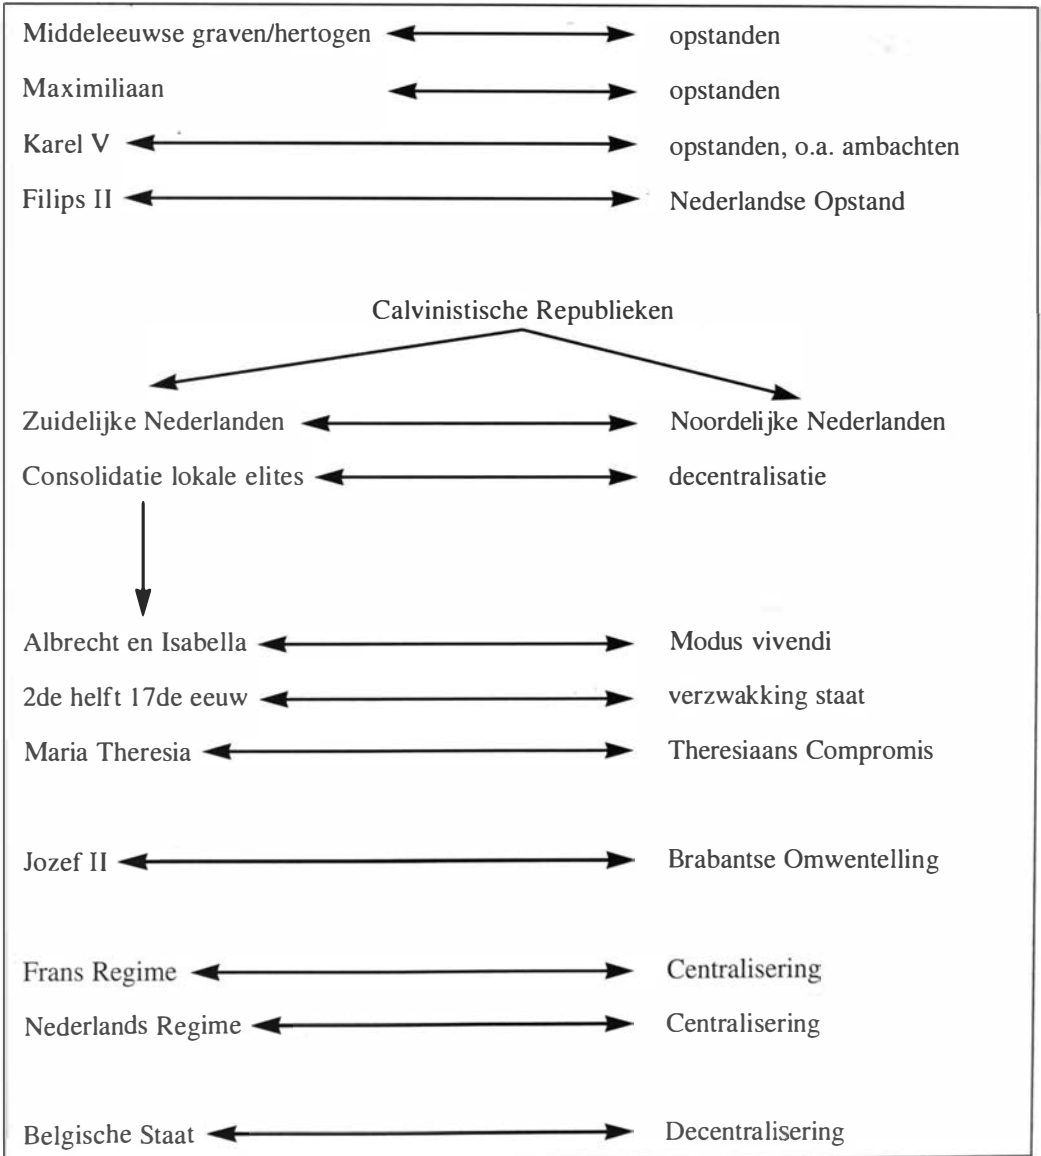 Middeleeuwse graven/hertogen opstanden
Maximiliaan opstanden
Karel V opstanden, o.a. ambachten
Filips II Nederlandse Opstand
Calvinistische Republieken
Zuidelijke Nederlanden Noordelijke Nederlanden
Consolidatie lokale elites decentralisatie
Albrecht en Isabella Modus vivendi
2de helft 17de eeuw verzwakking staat
Maria Theresia Theresiaans Compromis
Jozef II Brabantse Omwentelling
Frans Regime Centralisering
Nederlands Regime Centralisering
Belgische Staat Decentralisering